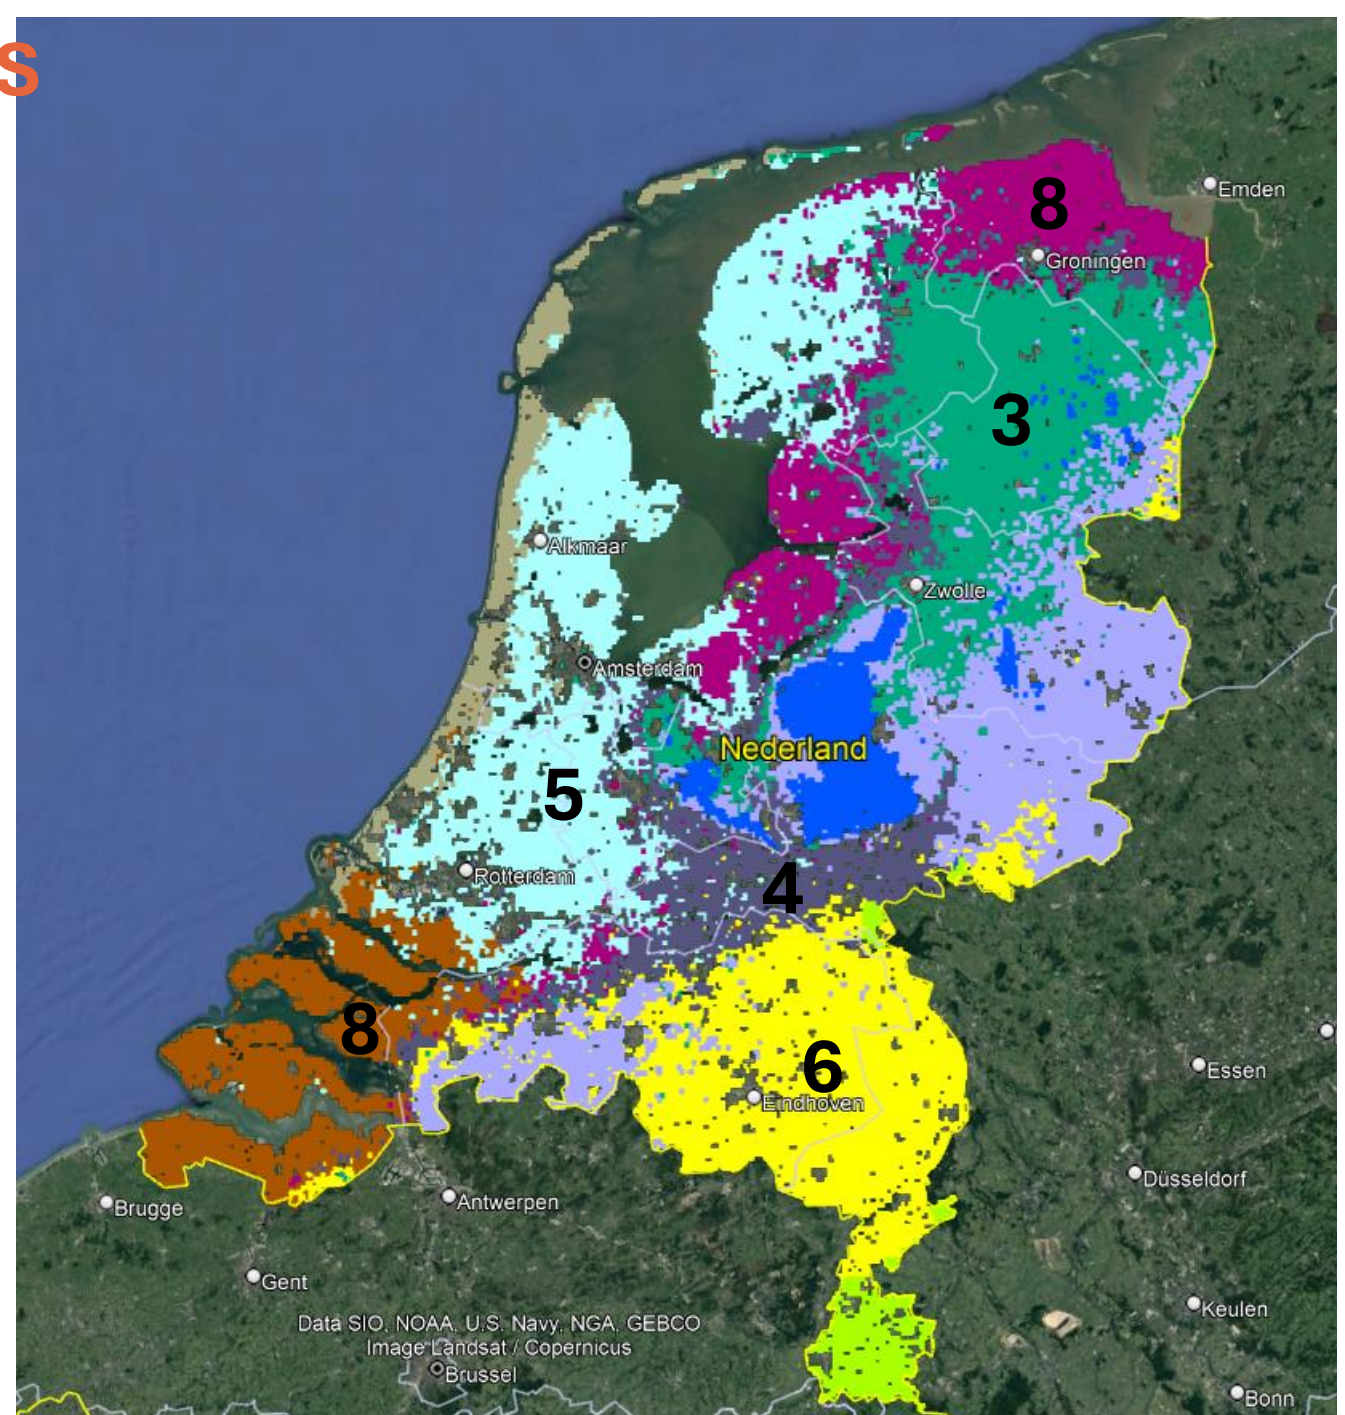 S
Emden
8
Groningen
3
Alkmaar
Zwolle
Amsterdam
Nederland
5
Rotterdam
4
8
6
Eindhoven
Essen
Düsseldorf
Brugge
Antwerpen
Gent
Keulen
Data SIO, NOAA, U.S. Navy, NGA, GEBCO
Image Landsat / Copernicus
Brussel
Bonn